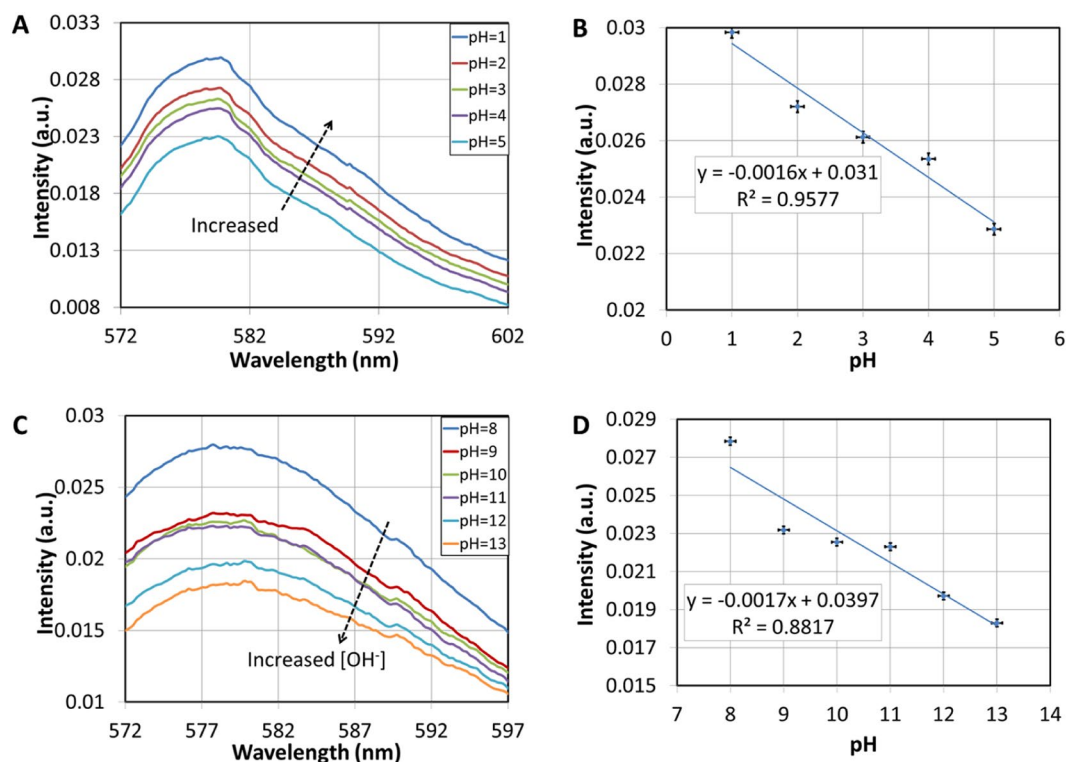 A
0.033
0.028
0.023
0.018
0.013
0.008
Intensity (a.u.)
572
582
592
602
Wavelength (nm)
pH=1
pH=2
pH=3
pH=4
pH=5
Increased
B
0.03
0.028
0.026
0.024
0.022
0.02
Intensity (a.u.)
0
1
2
3
4
5
6
pH
y = -0.0016x + 0.031
R² = 0.9577
C
0.03
0.025
0.02
0.015
0.01
Intensity (a.u.)
572
577
582
587
592
597
Wavelength (nm)
pH=8
pH=9
pH=10
pH=11
pH=12
pH=13
Increased [OH⁻]
D
0.029
0.027
0.025
0.023
0.021
0.019
0.017
0.015
Intensity (a.u.)
7
8
9
10
11
12
13
14
pH
y = -0.0017x + 0.0397
R² = 0.8817